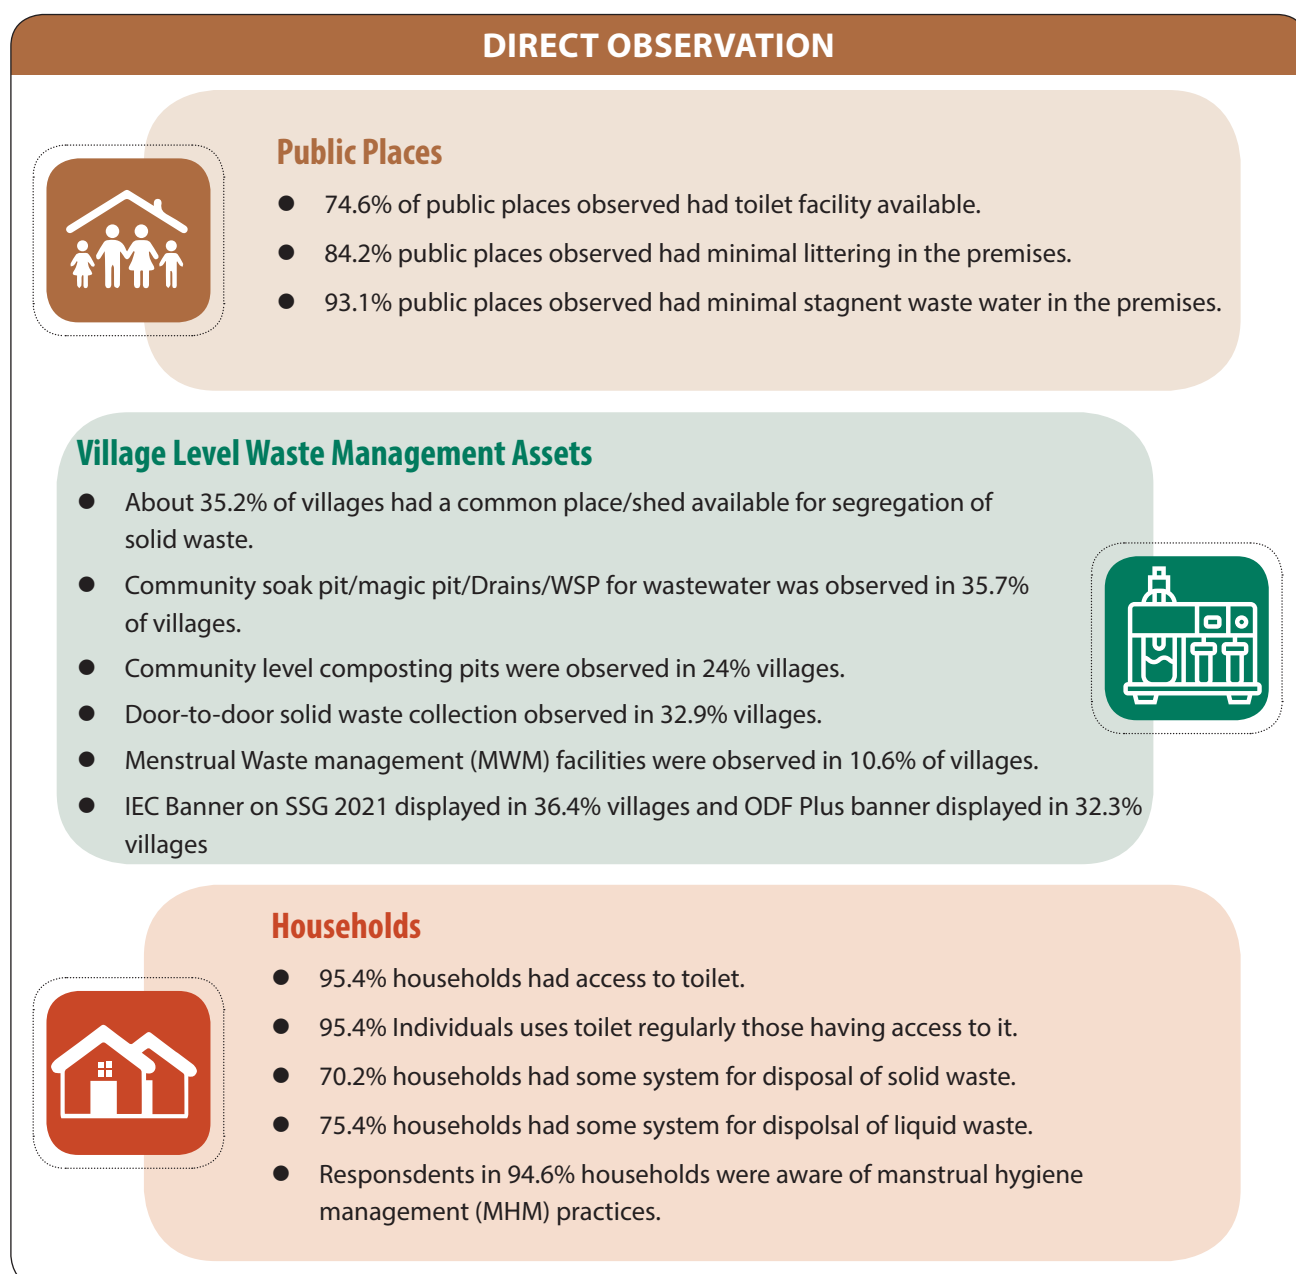 DIRECT OBSERVATION
Public Places
● 74.6% of public places observed had toilet facility available.
● 84.2% public places observed had minimal littering in the premises.
● 93.1% public places observed had minimal stagnent waste water in the premises.
Village Level Waste Management Assets
● About 35.2% of villages had a common place/shed available for segregation of
solid waste.
● Community soak pit/magic pit/Drains/WSP for wastewater was observed in 35.7%
of villages.
● Community level composting pits were observed in 24% villages.
● Door-to-door solid waste collection observed in 32.9% villages.
● Menstrual Waste management (MWM) facilities were observed in 10.6% of villages.
● IEC Banner on SSG 2021 displayed in 36.4% villages and ODF Plus banner displayed in 32.3%
villages
Households
● 95.4% households had access to toilet.
● 95.4% Individuals uses toilet regularly those having access to it.
● 70.2% households had some system for disposal of solid waste.
● 75.4% households had some system for dispolsal of liquid waste.
● Responsdents in 94.6% households were aware of manstrual hygiene
management (MHM) practices.